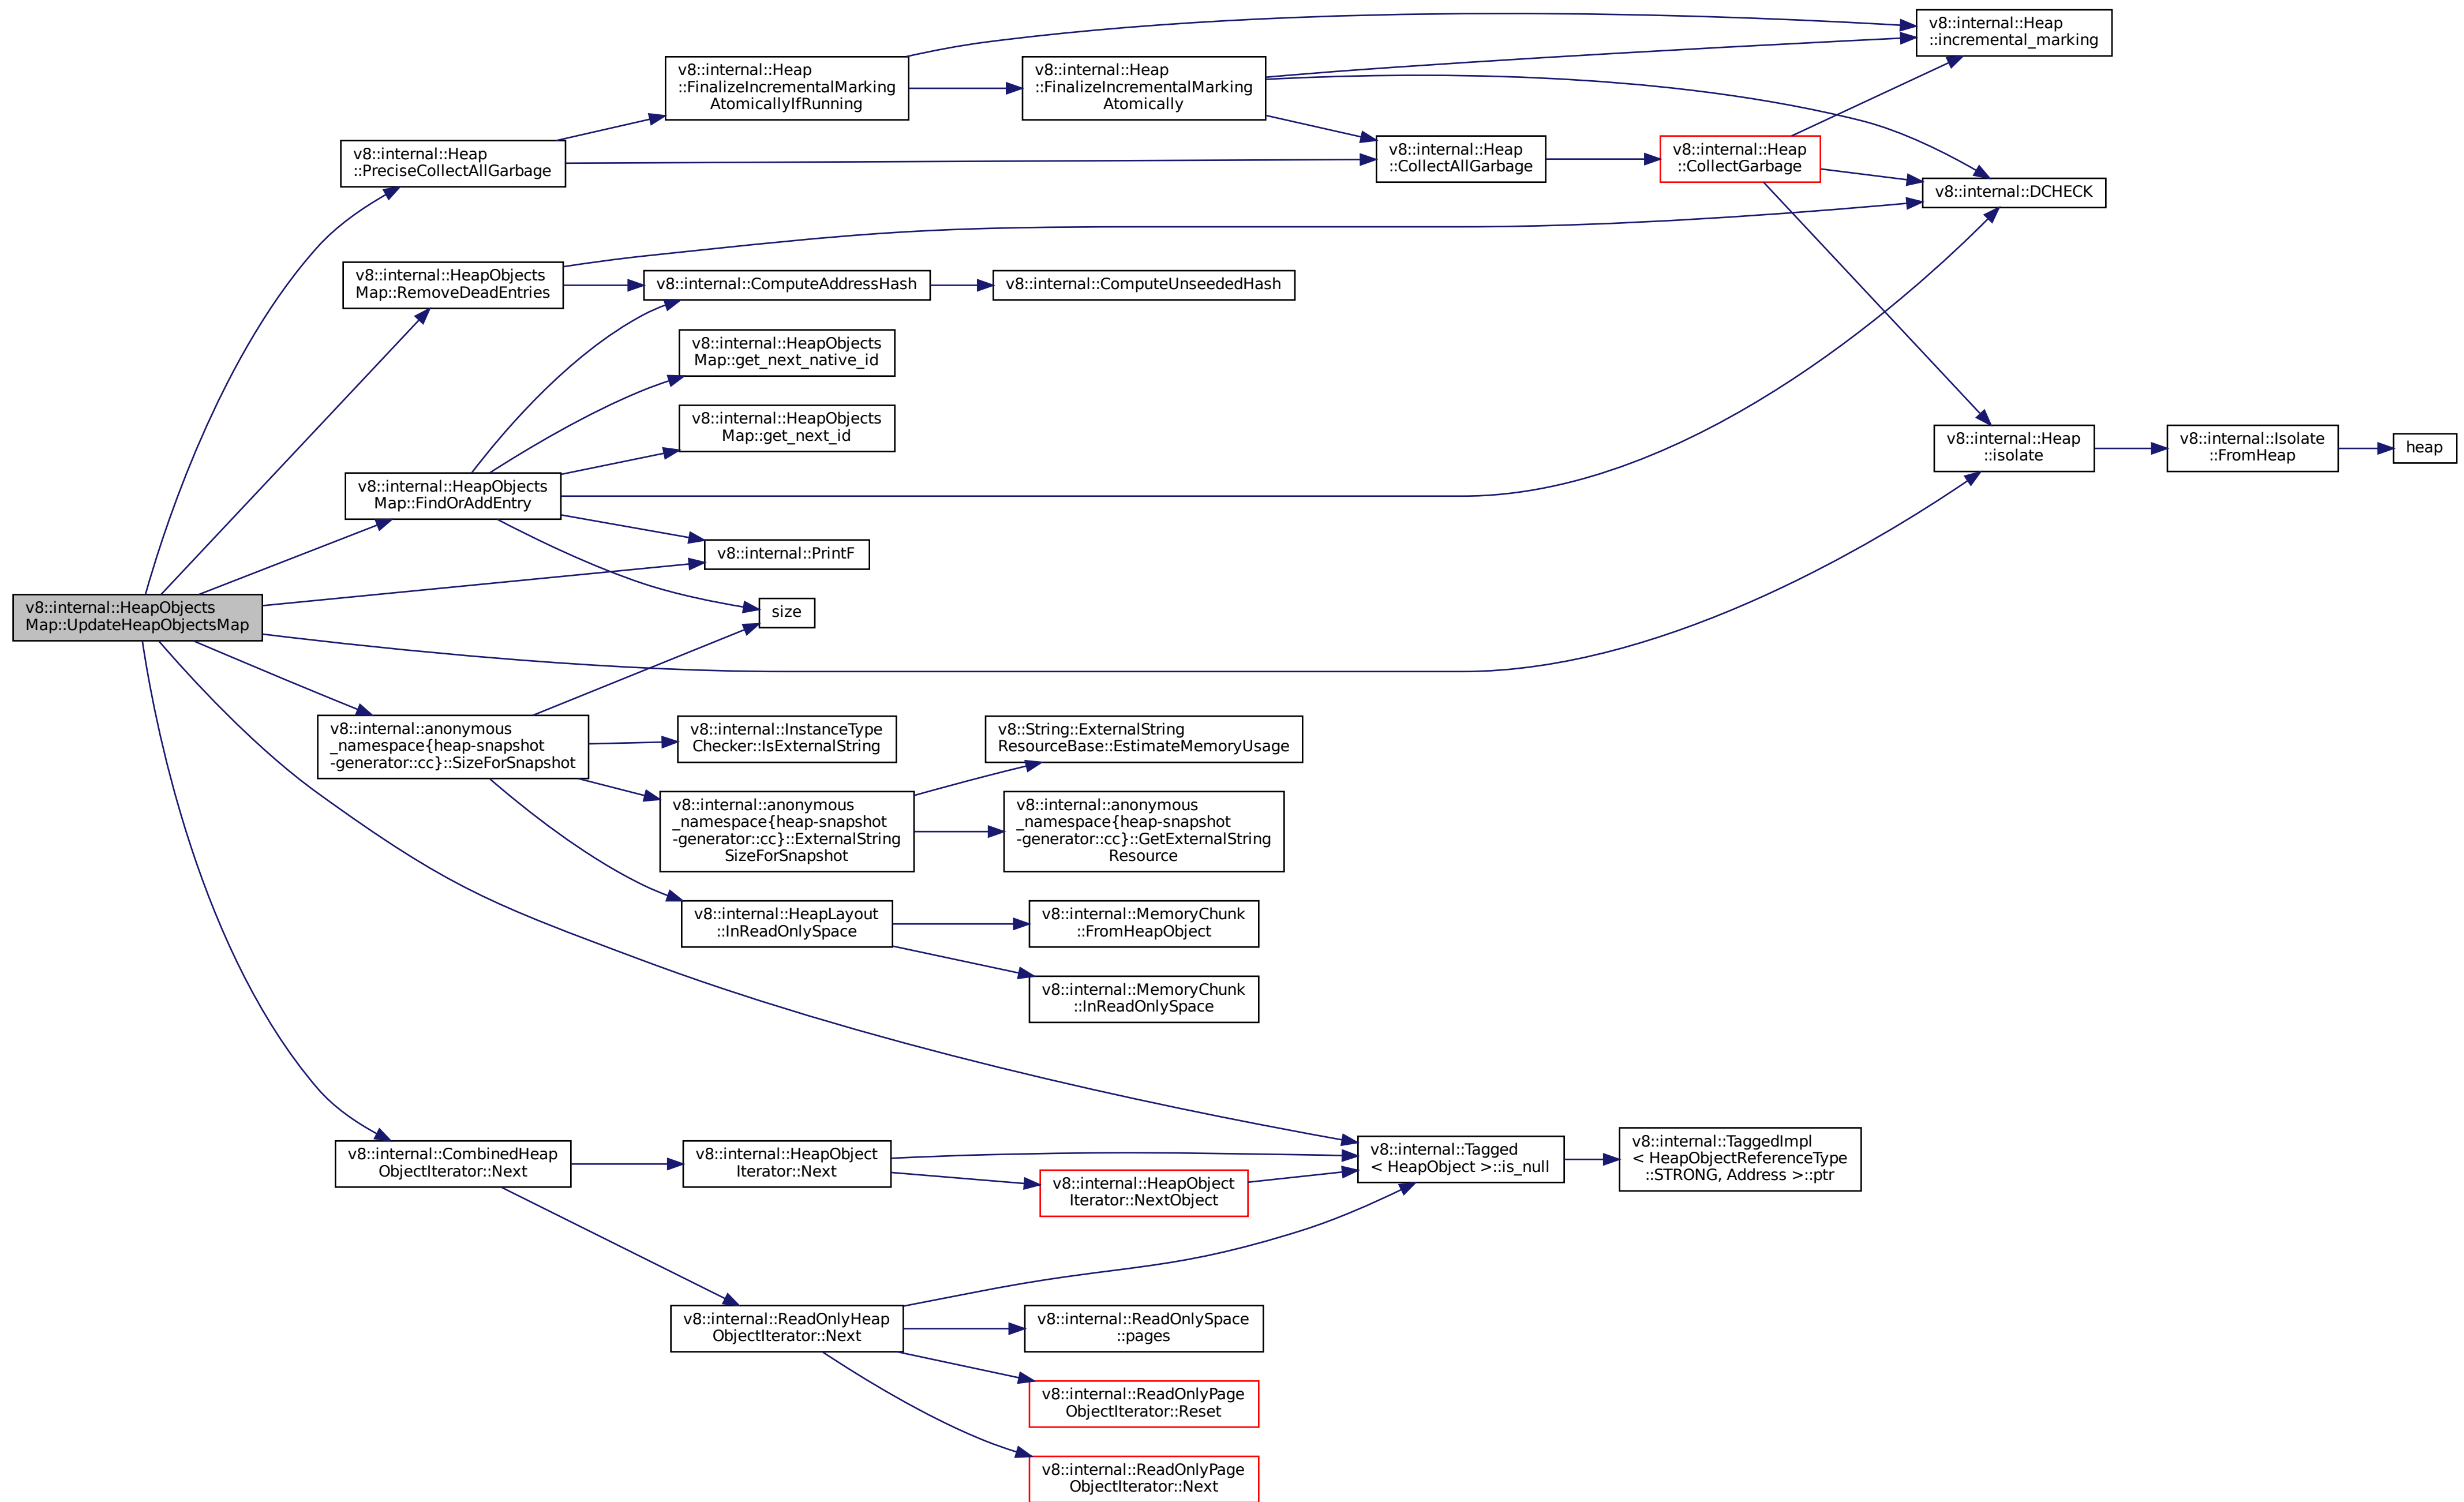 v8::internal::HeapObjects
Map::UpdateHeapObjectsMap
v8::internal::Heap
::PreciseCollectAllGarbage
v8::internal::Heap
::FinalizeIncrementalMarking
AtomicallyIfRunning
v8::internal::Heap
::FinalizeIncrementalMarking
Atomically
v8::internal::Heap
::incremental_marking
v8::internal::Heap
::CollectAllGarbage
v8::internal::Heap
::CollectGarbage
v8::internal::DCHECK
v8::internal::HeapObjects
Map::RemoveDeadEntries
v8::internal::ComputeAddressHash
v8::internal::ComputeUnseededHash
v8::internal::HeapObjects
Map::get_next_native_id
v8::internal::HeapObjects
Map::get_next_id
v8::internal::Heap
::isolate
v8::internal::Isolate
::FromHeap
heap
v8::internal::HeapObjects
Map::FindOrAddEntry
v8::internal::PrintF
size
v8::internal::anonymous
_namespace{heap-snapshot
-generator::cc}::SizeForSnapshot
v8::internal::InstanceType
Checker::IsExternalString
v8::String::ExternalString
ResourceBase::EstimateMemoryUsage
v8::internal::anonymous
_namespace{heap-snapshot
-generator::cc}::ExternalString
SizeForSnapshot
v8::internal::anonymous
_namespace{heap-snapshot
-generator::cc}::GetExternalString
Resource
v8::internal::HeapLayout
::InReadOnlySpace
v8::internal::MemoryChunk
::FromHeapObject
v8::internal::MemoryChunk
::InReadOnlySpace
v8::internal::CombinedHeap
ObjectIterator::Next
v8::internal::HeapObject
Iterator::Next
v8::internal::HeapObject
Iterator::NextObject
v8::internal::Tagged
< HeapObject >::is_null
v8::internal::TaggedImpl
< HeapObjectReferenceType
::STRONG, Address >::ptr
v8::internal::ReadOnlyHeap
ObjectIterator::Next
v8::internal::ReadOnlySpace
::pages
v8::internal::ReadOnlyPage
ObjectIterator::Reset
v8::internal::ReadOnlyPage
ObjectIterator::Next